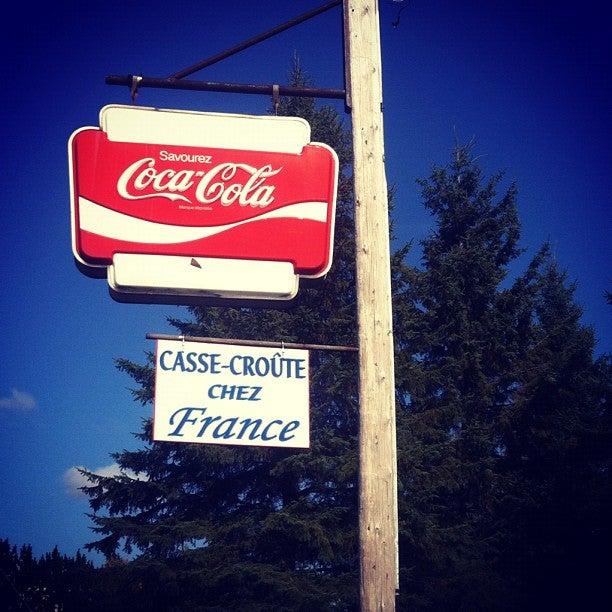 Savourez
Coca-Cola
CASSE-CROÛTE
CHEZ
France